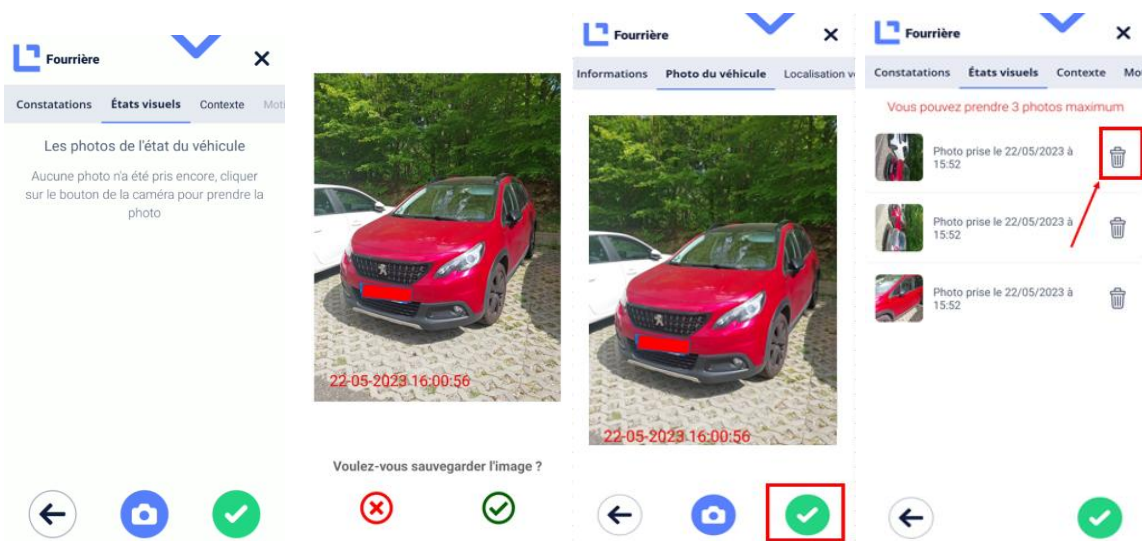 Fourrière
Constatations États visuels Contexte Moti
Les photos de l'état du véhicule
Aucune photo n'a été pris encore, cliquer
sur le bouton de la caméra pour prendre la
photo
22-05-2023 16:00:56
Voulez-vous sauvegarder l'image ?
Fourrière
Informations Photo du véhicule Localisation v
22-05-2023 16:00:56
Fourrière
Constatations États visuels Contexte Mo
Vous pouvez prendre 3 photos maximum
Photo prise le 22/05/2023 à
15:52
Photo prise le 22/05/2023 à
15:52
Photo prise le 22/05/2023 à
15:52